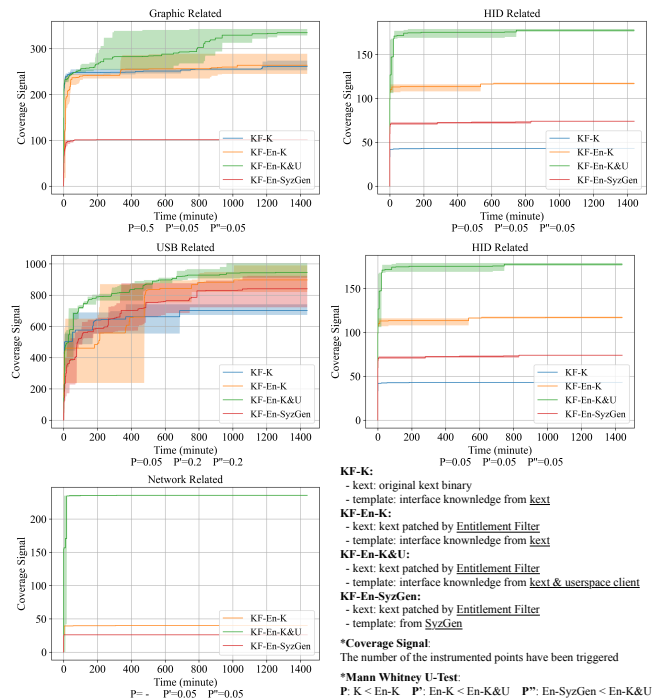 Graphic Related
300
200
100
0
Coverage Signal
KF-K
KF-En-K
KF-En-K&U
KF-En-SyzGen
0 200 400 600 800 1000 1200 1400
Time (minute)
P=0.5 P'=0.05 P"=0.05
HID Related
150
100
50
0
Coverage Signal
KF-K
KF-En-K
KF-En-K&U
KF-En-SyzGen
0 200 400 600 800 1000 1200 1400
Time (minute)
P=0.05 P'=0.05 P"=0.05
USB Related
1000
800
600
400
200
0
Coverage Signal
KF-K
KF-En-K
KF-En-K&U
KF-En-SyzGen
0 200 400 600 800 1000 1200 1400
Time (minute)
P=0.05 P'=0.2 P"=0.2
HID Related
150
100
50
0
Coverage Signal
KF-K
KF-En-K
KF-En-K&U
KF-En-SyzGen
0 200 400 600 800 1000 1200 1400
Time (minute)
P=0.05 P'=0.05 P"=0.05
Network Related
200
150
100
50
0
Coverage Signal
KF-En-K
KF-En-K&U
KF-En-SyzGen
0 200 400 600 800 1000 1200 1400
Time (minute)
P= - P'=0.05 P"=0.05
KF-K:
- kext: original kext binary
- template: interface knownledge from kext
KF-En-K:
- kext: kext patched by Entitlement Filter
- template: interface knownledge from kext
KF-En-K&U:
- kext: kext patched by Entitlement Filter
- template: interface knownledge from kext & userspace client
KF-En-SyzGen:
- kext: kext patched by Entitlement Filter
- template: from SyzGen
*Coverage Signal:
The number of the instrumented points have been triggered
*Mann Whitney U-Test:
P: K < En-K P': En-K < En-K&U P": En-SyzGen < En-K&U